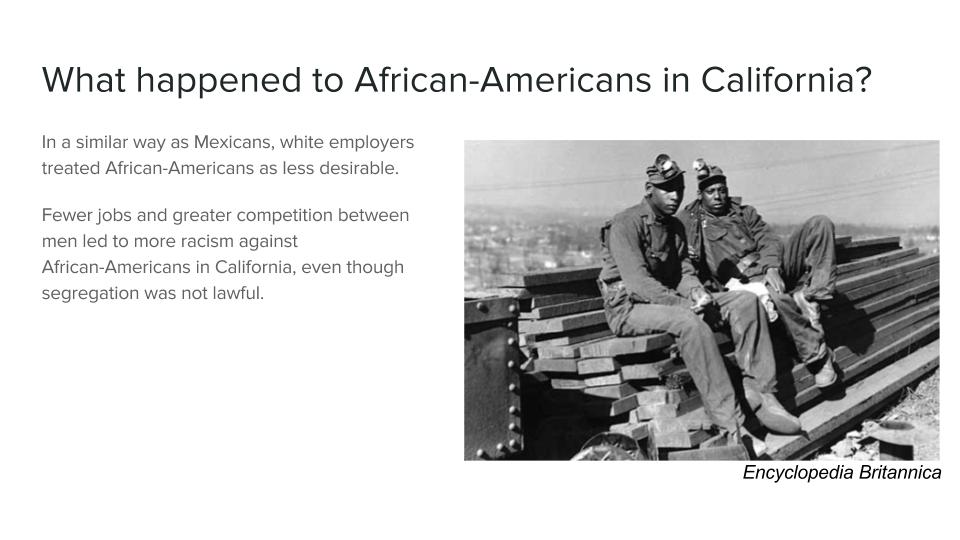 What happened to African-Americans in California?
In a similar way as Mexicans, white employers
treated African-Americans as less desirable.
Fewer jobs and greater competition between
men led to more racism against
African-Americans in California, even though
segregation was not lawful.
Encyclopedia Britannica